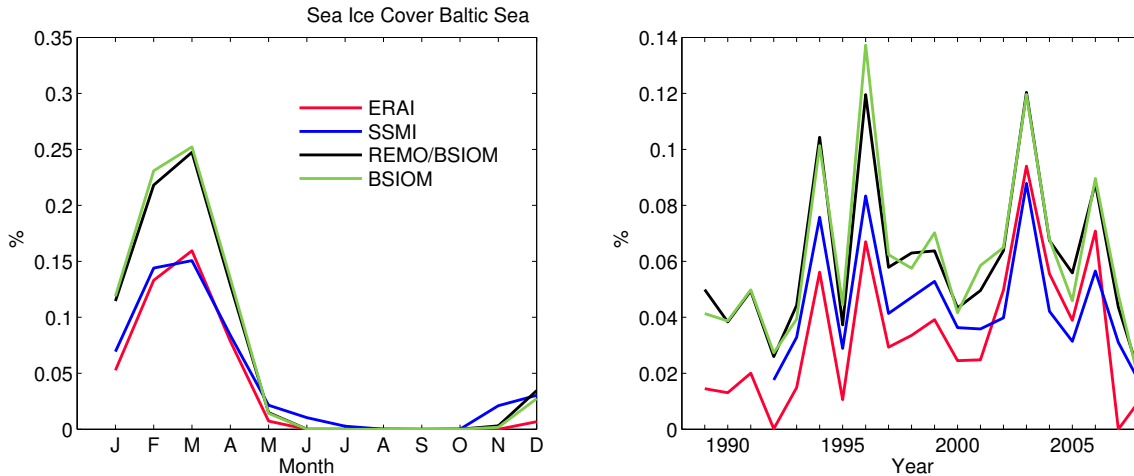 Sea Ice Cover Baltic Sea
0.35
0.3
0.25
0.2
0.15
0.1
0.05
0
%
ERAI
SSMI
REMO/BSIOM
BSIOM
J F M A M J J A S O N D
Month
0.14
0.12
0.1
0.08
0.06
0.04
0.02
0
%
1990 1995 2000 2005
Year